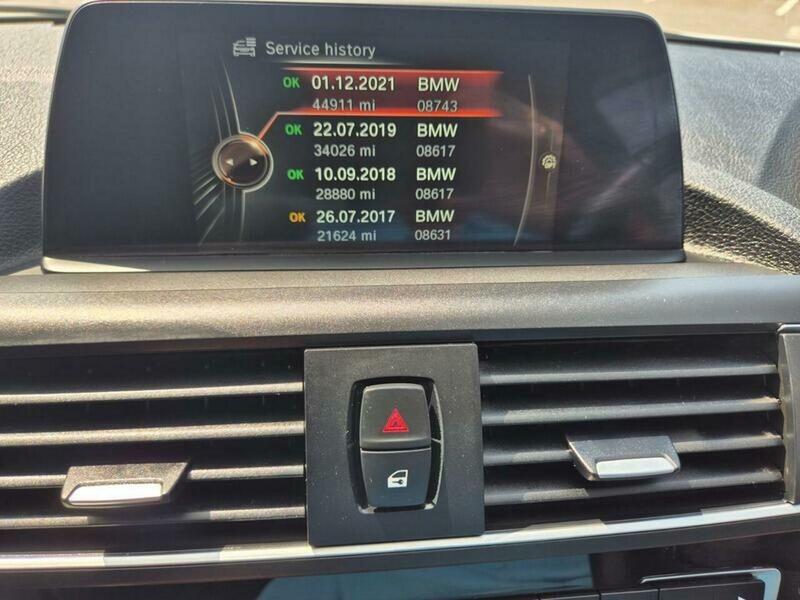 Service history
OK 01.12.2021 BMW
44911 mi 08743
OK 22.07.2019 BMW
34026 mi 08617
OK 10.09.2018 BMW
28880 mi 08617
OK 26.07.2017 BMW
21624 mi 08631